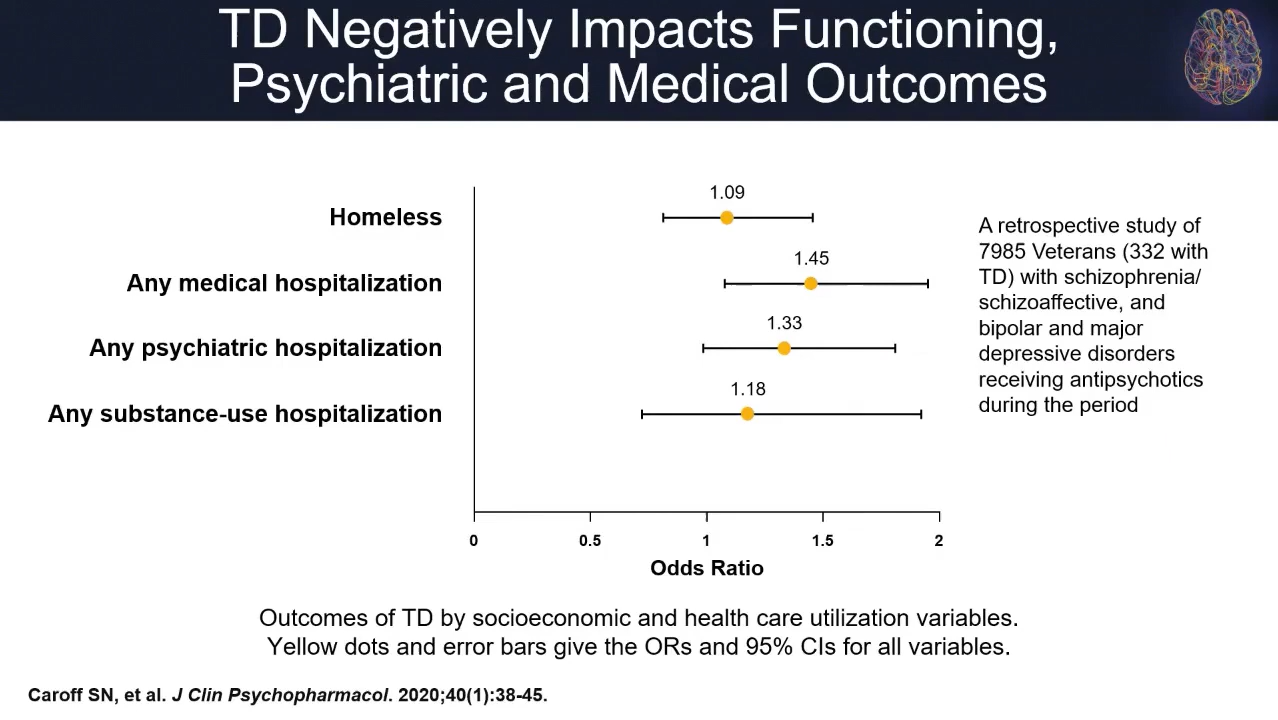 TD Negatively Impacts Functioning,
Psychiatric and Medical Outcomes
Homeless
1.09
Any medical hospitalization
1.45
Any psychiatric hospitalization
1.33
Any substance-use hospitalization
1.18
A retrospective study of
7985 Veterans (332 with
TD) with schizophrenia/
schizoaffective, and
bipolar and major
depressive disorders
receiving antipsychotics
during the period
0 0.5 1 1.5 2
Odds Ratio
Outcomes of TD by socioeconomic and health care utilization variables.
Yellow dots and error bars give the ORs and 95% CIs for all variables.
Caroff SN, et al. J Clin Psychopharmacol. 2020;40(1):38-45.